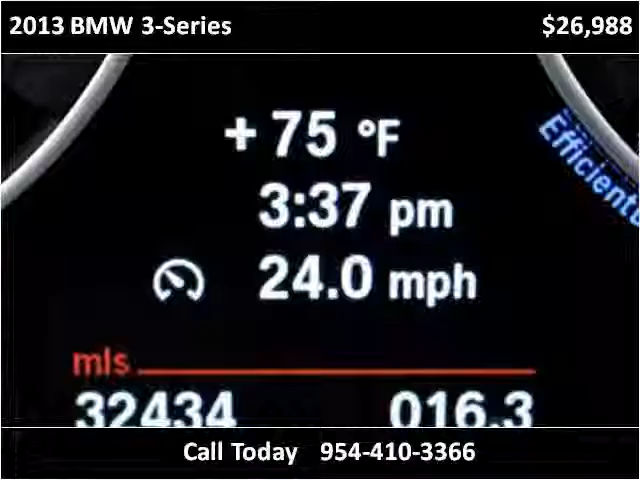 2013 BMW 3-Series $26,988
+ 75 °F
3:37 pm
24.0 mph
mls
32434 016.3
Call Today 954-410-3366